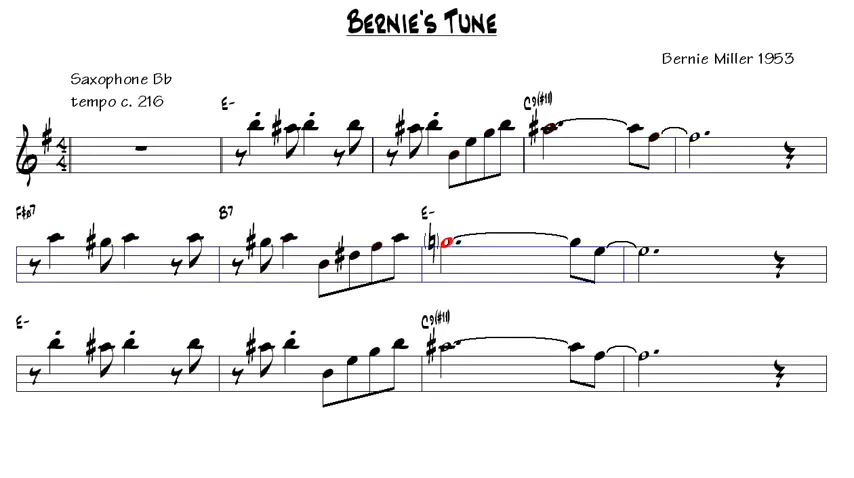 BERNIE'S TUNE
Bernie Miller 1953
Saxophone Bb
tempo c. 216
E- C9(#11)
F#ø7 B7 E-
E- C9(#11)